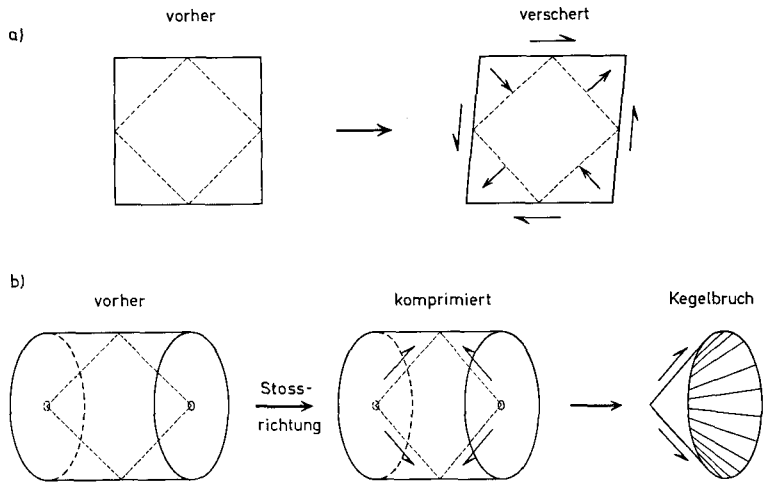 a)
vorher
verschert
b)
vorher
komprimiert
Kegelbruch
Stoss-
richtung